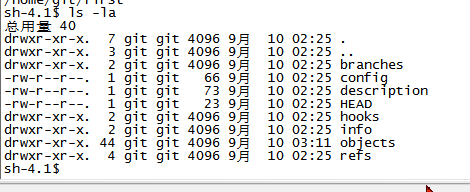 /home/git/first
sh-4.1$ ls -la
总用量 40
drwxr-xr-x.  7 git git 4096 9月  10 02:25 .
drwxr-xr-x.  3 git git 4096 9月  10 02:25 ..
drwxr-xr-x.  2 git git 4096 9月  10 02:25 branches
-rw-r--r--.  1 git git   66 9月  10 02:25 config
-rw-r--r--.  1 git git   73 9月  10 02:25 description
-rw-r--r--.  1 git git   23 9月  10 02:25 HEAD
drwxr-xr-x.  2 git git 4096 9月  10 02:25 hooks
drwxr-xr-x.  2 git git 4096 9月  10 02:25 info
drwxr-xr-x. 44 git git 4096 9月  10 03:11 objects
drwxr-xr-x.  4 git git 4096 9月  10 02:25 refs
sh-4.1$